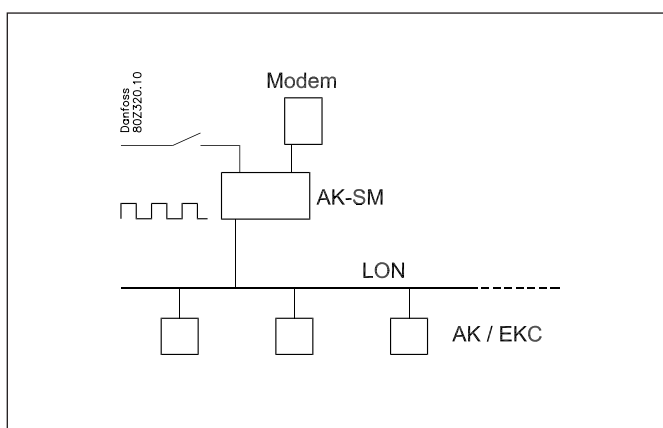 Modem
Danfoss
80Z320.10
AK-SM
LON
AK / EKC